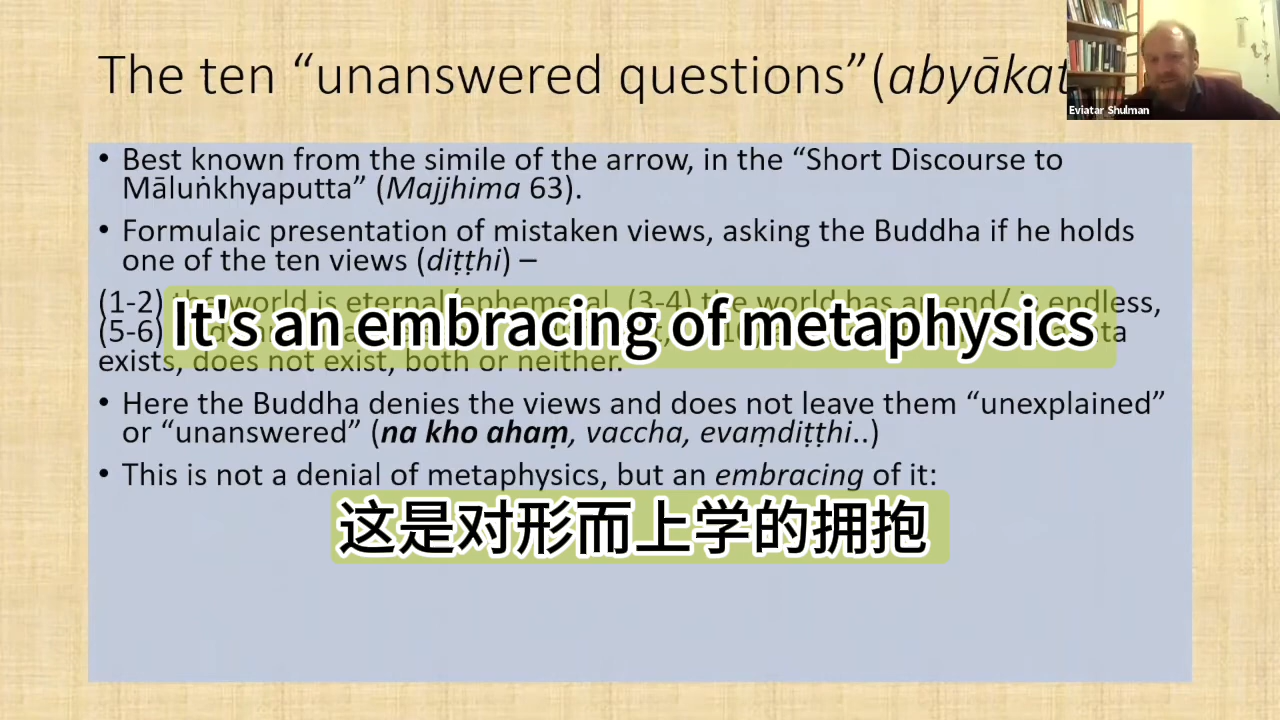 The ten “unanswered questions”(abyākat
Eviatar Shulman
• Best known from the simile of the arrow, in the “Short Discourse to
Māluṅkhyaputta” (Majjhima 63).
• Formulaic presentation of mistaken views, asking the Buddha if he holds
one of the ten views (diṭṭhi) –
(1-2) the world is eternal/ephemeral, (3-4) the world has an end/ is endless,
It's an embracing of metaphysics
(5-6)
exists, does not exist, both or neither.
• Here the Buddha denies the views and does not leave them “unexplained”
or “unanswered” (na kho ahaṃ, vaccha, evaṃdiṭṭhi..)
• This is not a denial of metaphysics, but an embracing of it:
这是对形而上学的拥抱